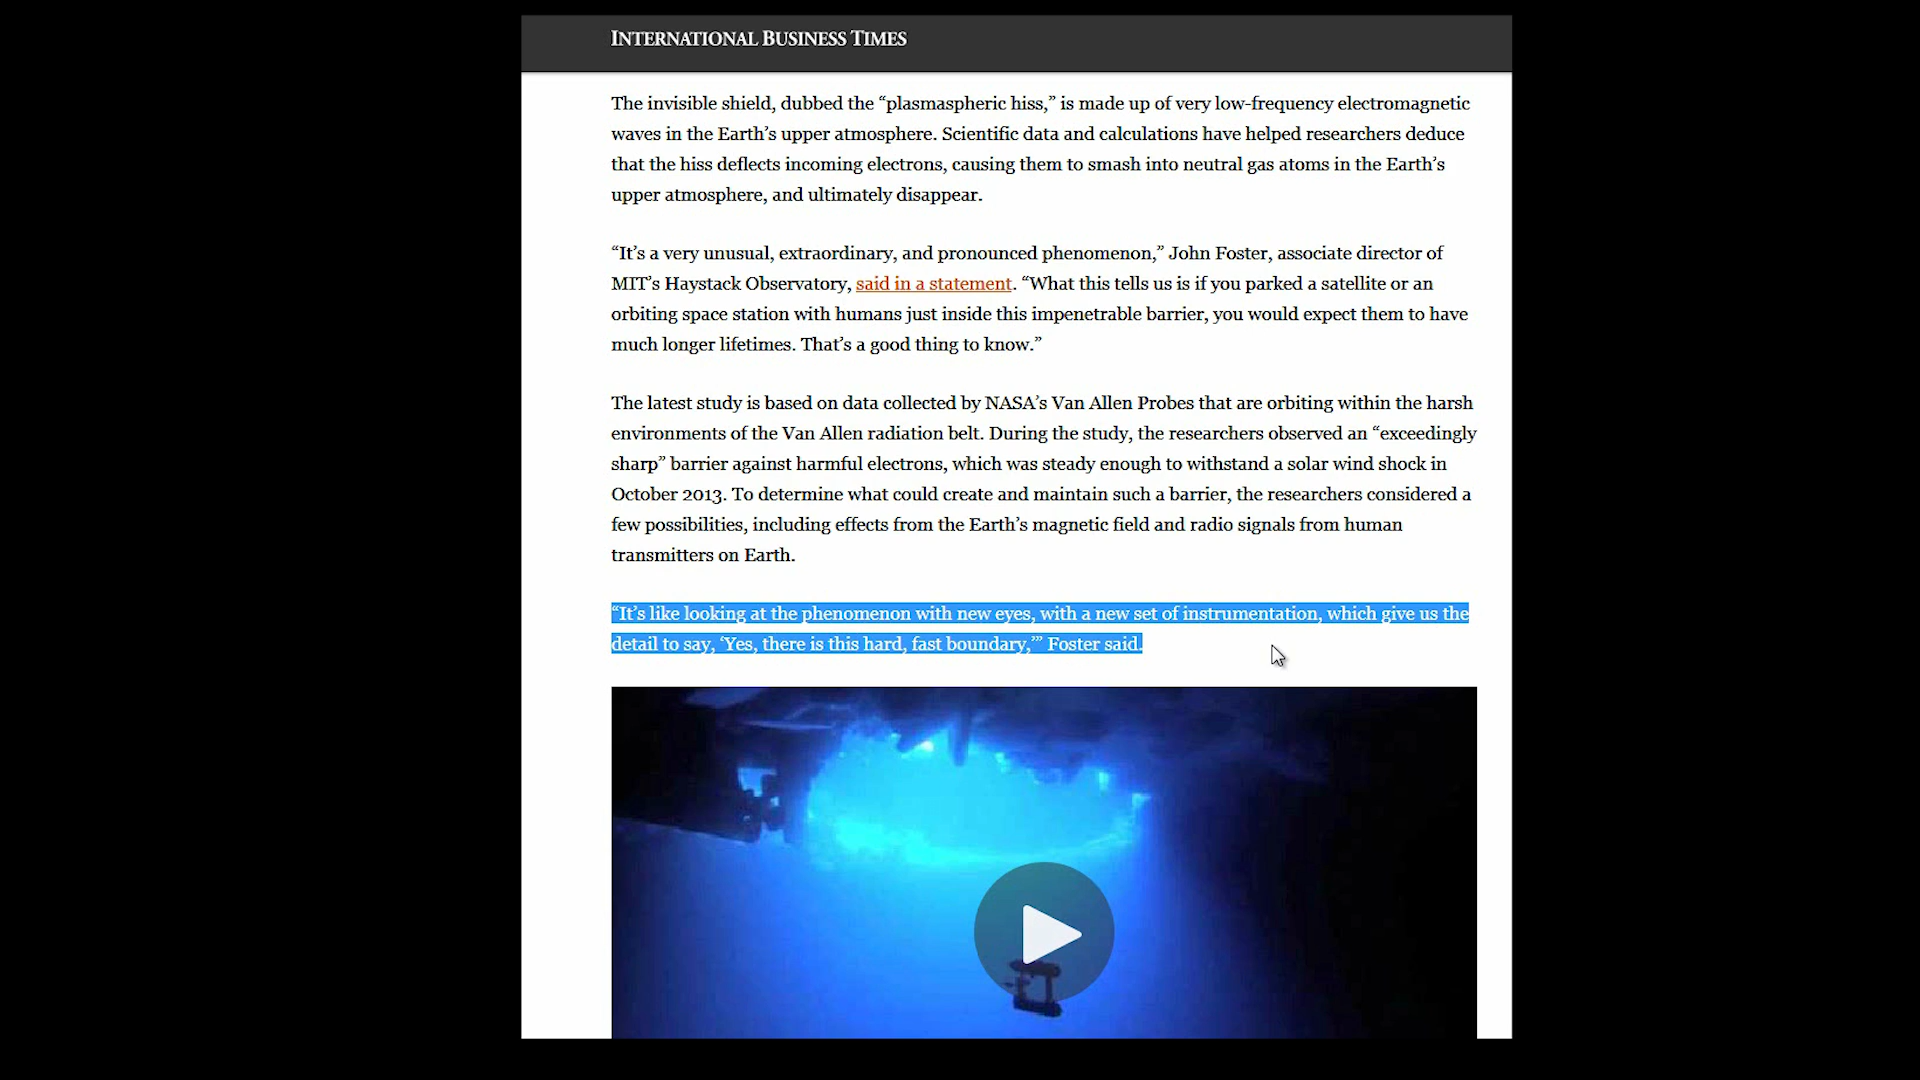 INTERNATIONAL BUSINESS TIMES
The invisible shield, dubbed the “plasmaspheric hiss,” is made up of very low-frequency electromagnetic
waves in the Earth’s upper atmosphere. Scientific data and calculations have helped researchers deduce
that the hiss deflects incoming electrons, causing them to smash into neutral gas atoms in the Earth’s
upper atmosphere, and ultimately disappear.
“It’s a very unusual, extraordinary, and pronounced phenomenon,” John Foster, associate director of
MIT’s Haystack Observatory, said in a statement. “What this tells us is if you parked a satellite or an
orbiting space station with humans just inside this impenetrable barrier, you would expect them to have
much longer lifetimes. That’s a good thing to know.”
The latest study is based on data collected by NASA’s Van Allen Probes that are orbiting within the harsh
environments of the Van Allen radiation belt. During the study, the researchers observed an “exceedingly
sharp” barrier against harmful electrons, which was steady enough to withstand a solar wind shock in
October 2013. To determine what could create and maintain such a barrier, the researchers considered a
few possibilities, including effects from the Earth’s magnetic field and radio signals from human
transmitters on Earth.
“It’s like looking at the phenomenon with new eyes, with a new set of instrumentation, which give us the
detail to say, ‘Yes, there is this hard, fast boundary,’” Foster said.